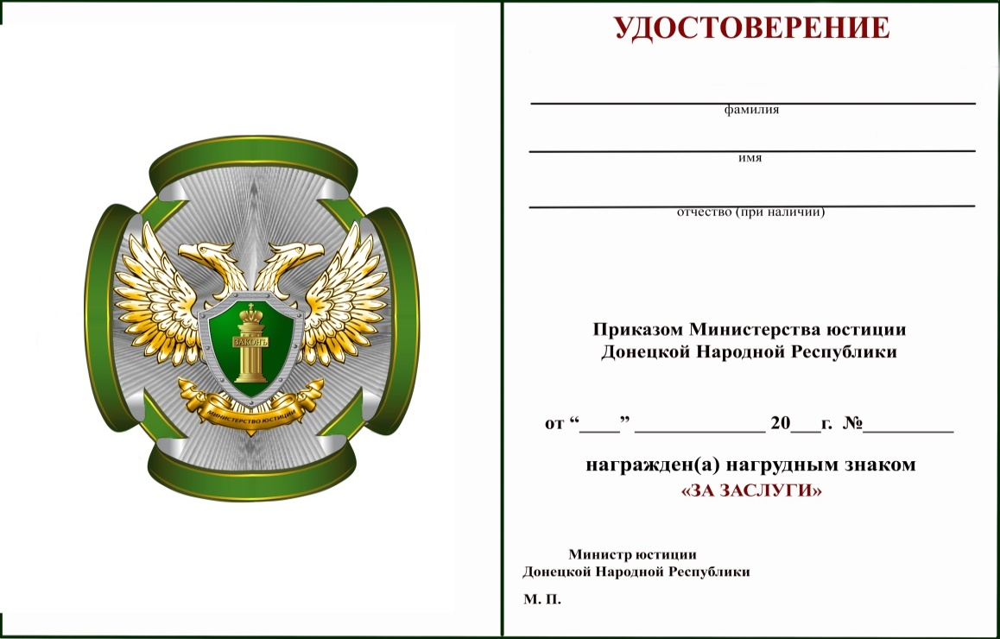 ЗАКОНЪ
МИНИСТЕРСТВО ЮСТИЦИИ
УДОСТОВЕРЕНИЕ
фамилия
имя
отчество (при наличии)
Приказом Министерства юстиции
Донецкой Народной Республики
от “____” _____________ 20___г. №_________
награжден(а) нагрудным знаком
«ЗА ЗАСЛУГИ»
Министр юстиции
Донецкой Народной Республики
М. П.